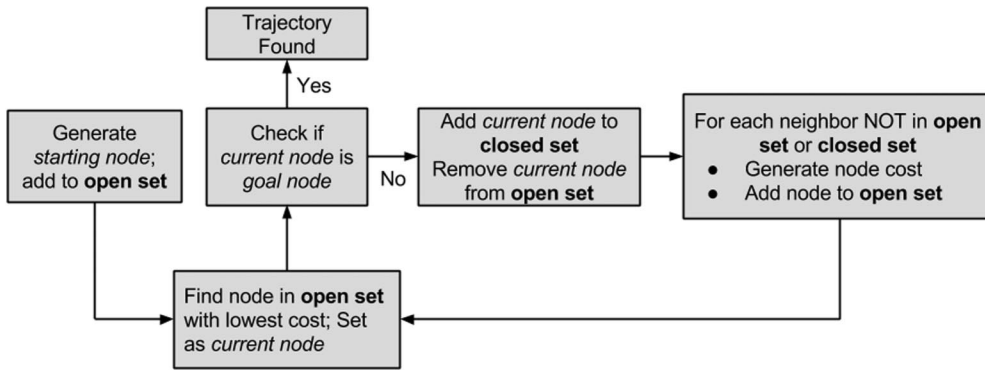 Trajectory
Found
Yes
Generate
starting node;
add to open set
Check if
current node is
goal node
No
Add current node to
closed set
Remove current node
from open set
For each neighbor NOT in open
set or closed set
● Generate node cost
● Add node to open set
Find node in open set
with lowest cost; Set
as current node